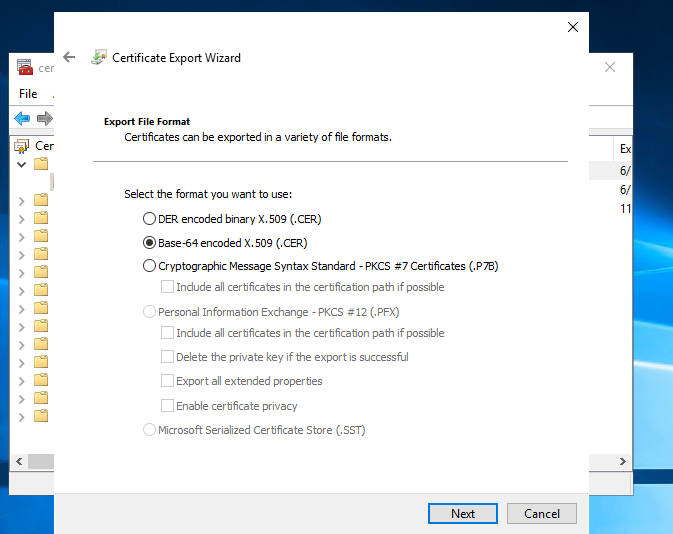 Certificate Export Wizard
cer
File
Cer
Ex
6/
6/
11
Export File Format
Certificates can be exported in a variety of file formats.
Select the format you want to use:
DER encoded binary X.509 (.CER)
Base-64 encoded X.509 (.CER)
Cryptographic Message Syntax Standard - PKCS #7 Certificates (.P7B)
Include all certificates in the certification path if possible
Personal Information Exchange - PKCS #12 (.PFX)
Include all certificates in the certification path if possible
Delete the private key if the export is successful
Export all extended properties
Enable certificate privacy
Microsoft Serialized Certificate Store (.SST)
Next
Cancel